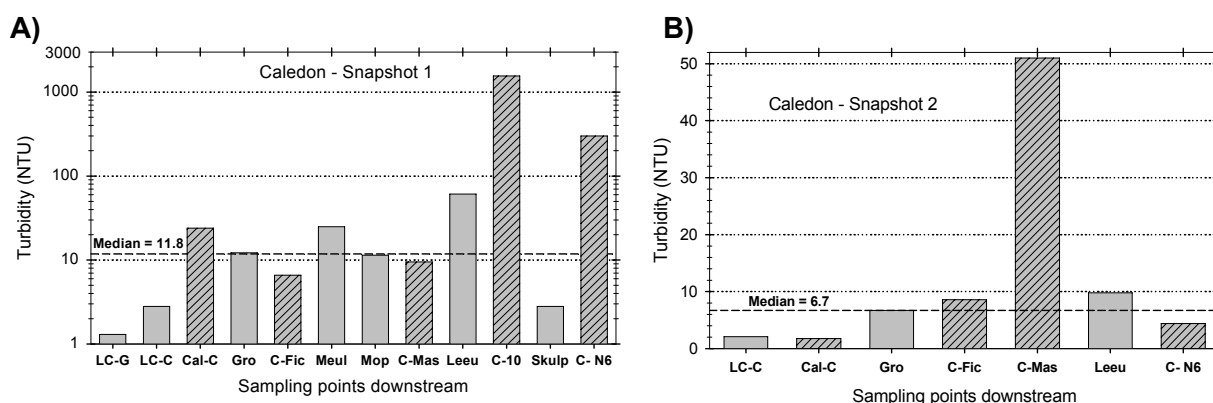 A)
3000
1000
100
10
1
Turbidity (NTU)
Caledon - Snapshot 1
Median = 11.8
LC-G LC-C Cal-C Gro C-Fic Meul Mop C-Mas Leeu C-10 Skulp C- N6
Sampling points downstream
B)
50
40
30
20
10
0
Turbidity (NTU)
Caledon - Snapshot 2
Median = 6.7
LC-C Cal-C Gro C-Fic C-Mas Leeu C- N6
Sampling points downstream